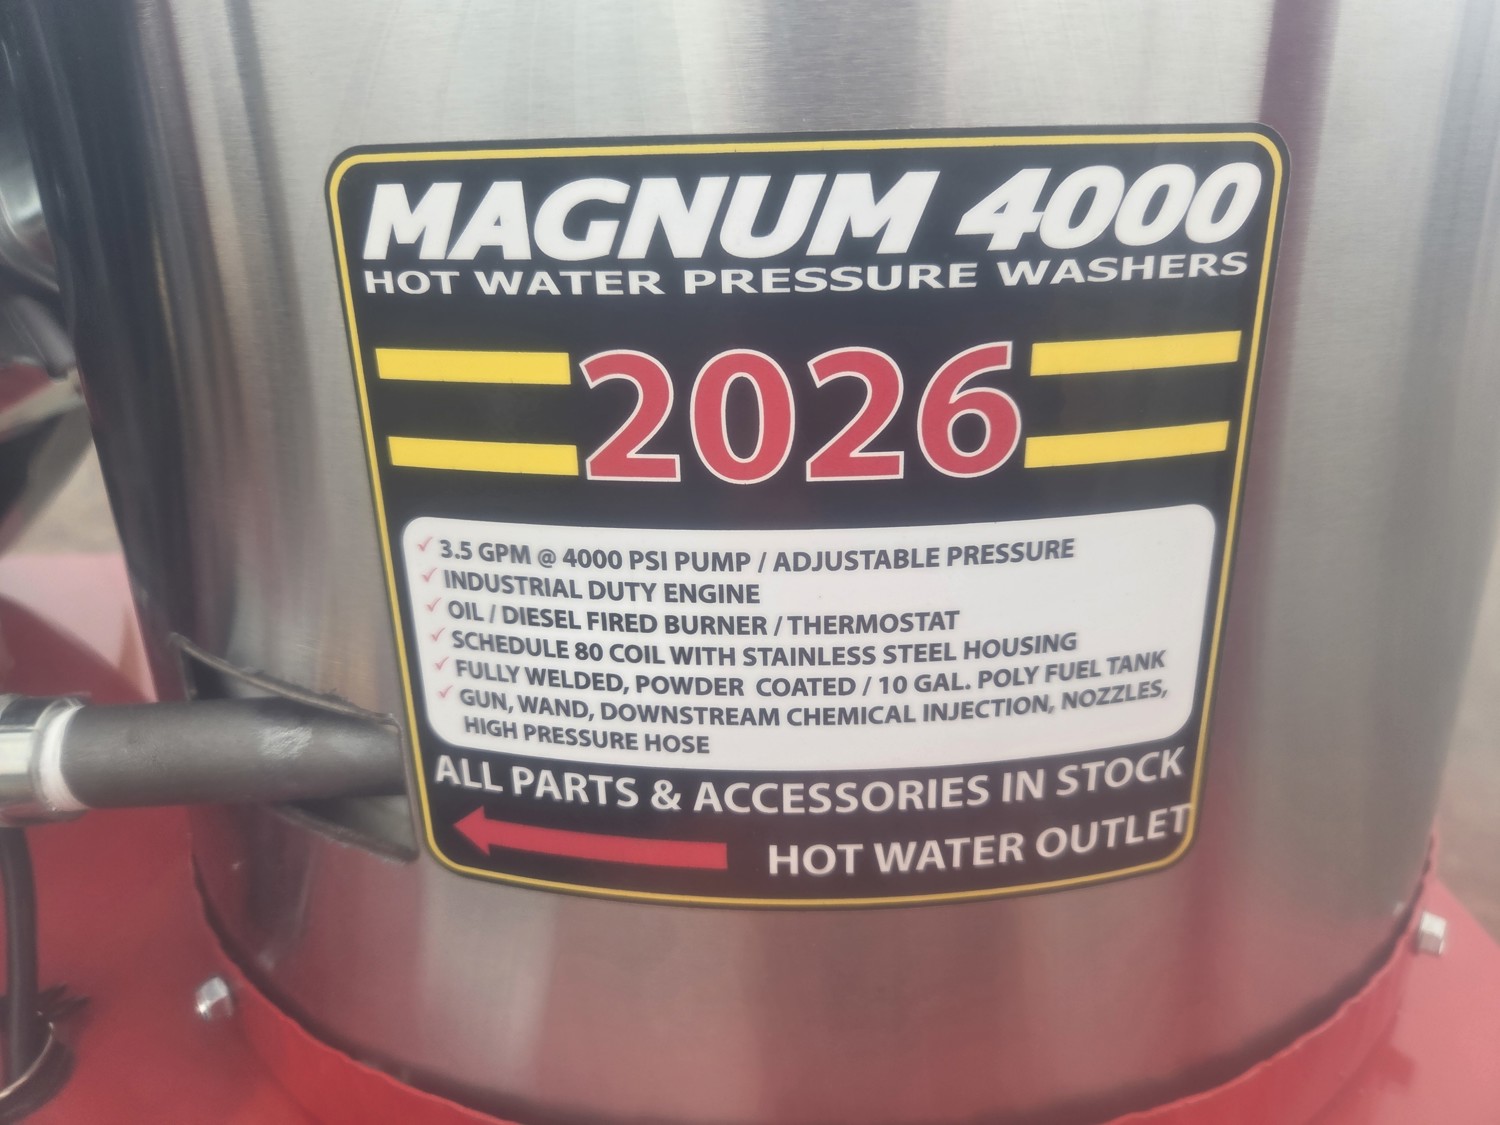 MAGNUM 4000
HOT WATER PRESSURE WASHERS
2026
✓ 3.5 GPM @ 4000 PSI PUMP / ADJUSTABLE PRESSURE
✓ INDUSTRIAL DUTY ENGINE
✓ OIL / DIESEL FIRED BURNER / THERMOSTAT
✓ SCHEDULE 80 COIL WITH STAINLESS STEEL HOUSING
✓ FULLY WELDED, POWDER COATED / 10 GAL. POLY FUEL TANK
✓ GUN, WAND, DOWNSTREAM CHEMICAL INJECTION, NOZZLES,
HIGH PRESSURE HOSE
ALL PARTS & ACCESSORIES IN STOCK
HOT WATER OUTLET